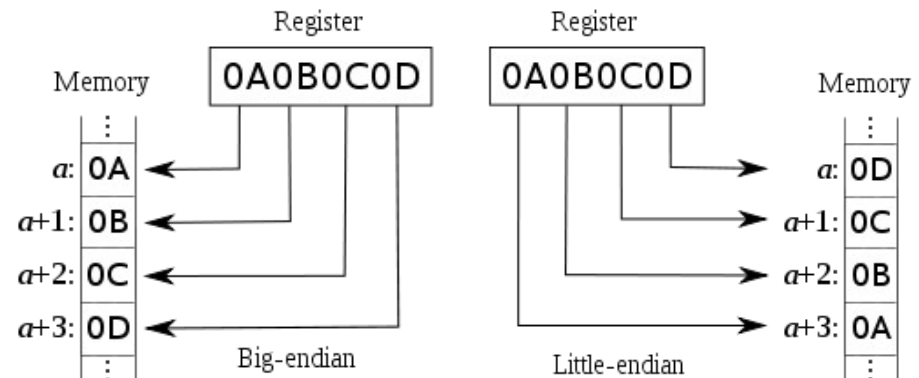 Register
0A0B0C0D
Memory
⋮
a: 0A
a+1: 0B
a+2: 0C
a+3: 0D
⋮
Big-endian
Register
0A0B0C0D
Memory
⋮
a: 0D
a+1: 0C
a+2: 0B
a+3: 0A
⋮
Little-endian